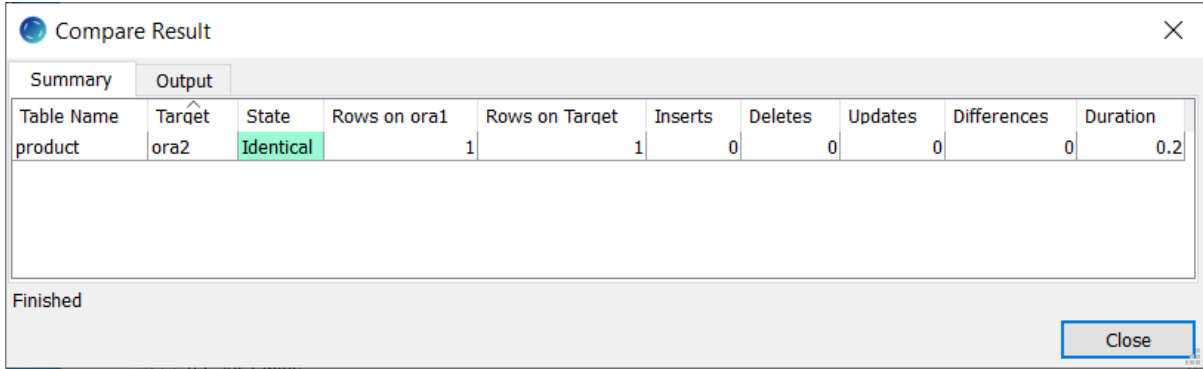 Compare Result
Summary Output
Table Name Target State Rows on ora1 Rows on Target Inserts Deletes Updates Differences Duration
product ora2 Identical 1 1 0 0 0 0 0.2
Finished
Close